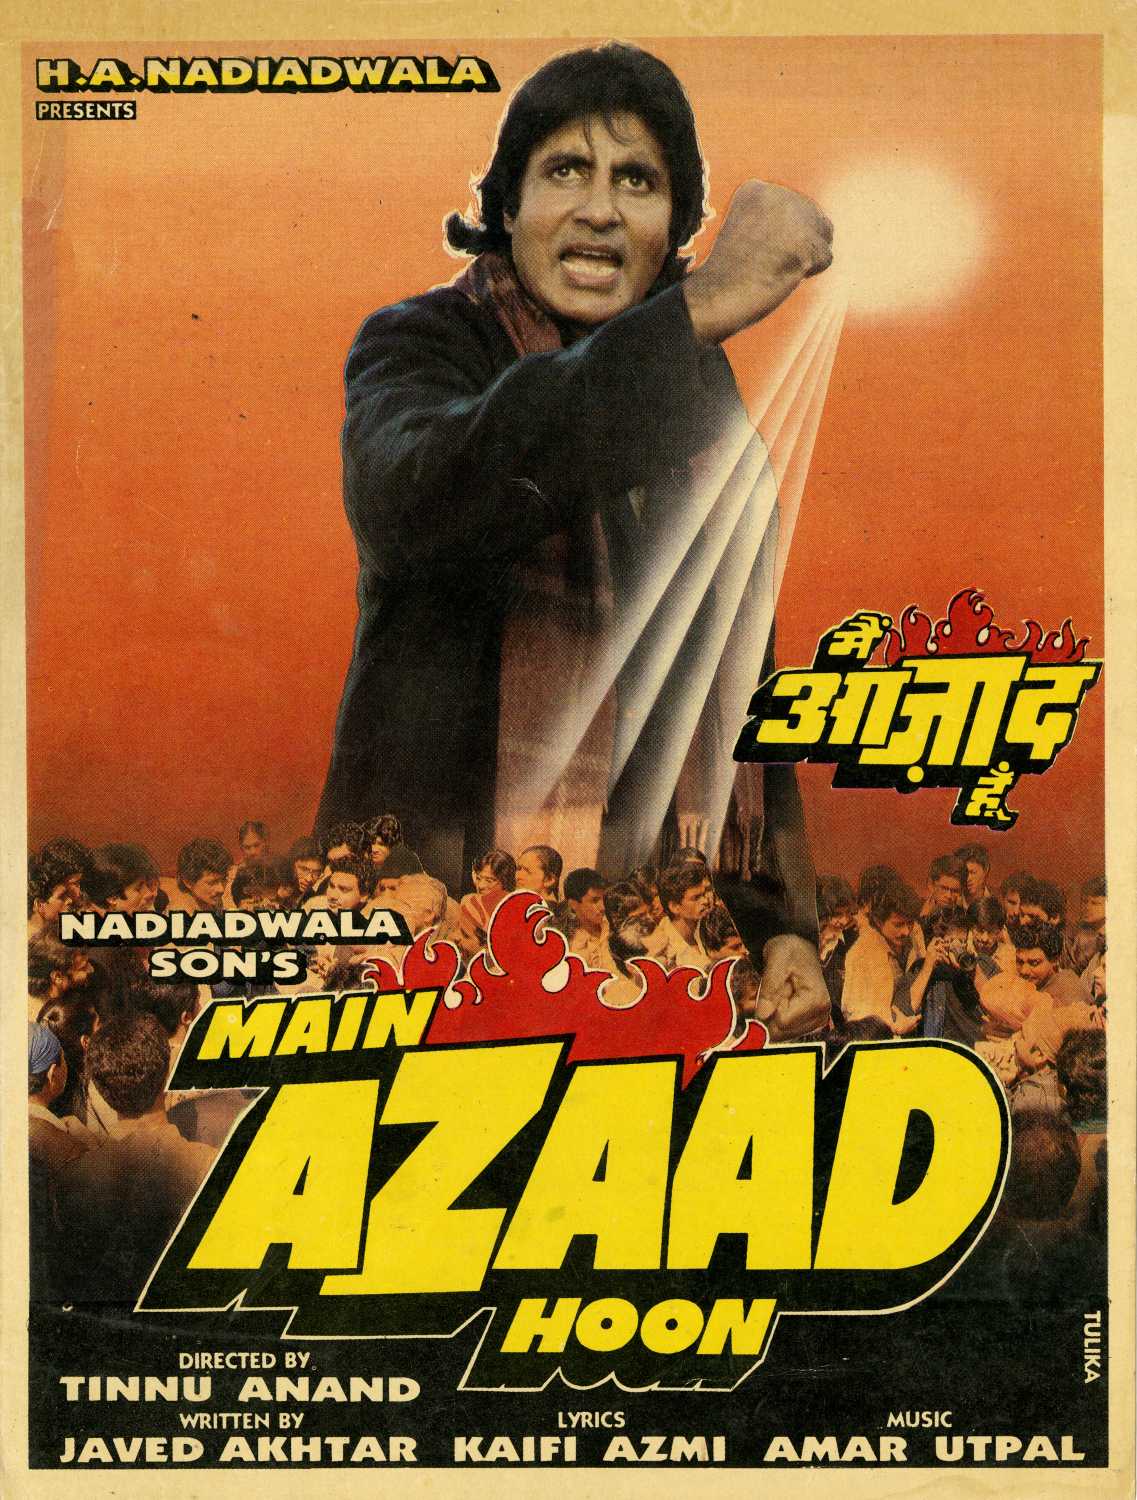 H.A.NADIADWALA
PRESENTS
मैं
आज़ाद
हूँ
NADIADWALA
SON'S
MAIN
AZAAD
HOON
DIRECTED BY
TINNU ANAND
WRITTEN BY
JAVED AKHTAR
LYRICS
KAIFI AZMI
MUSIC
AMAR UTPAL
TULIKA